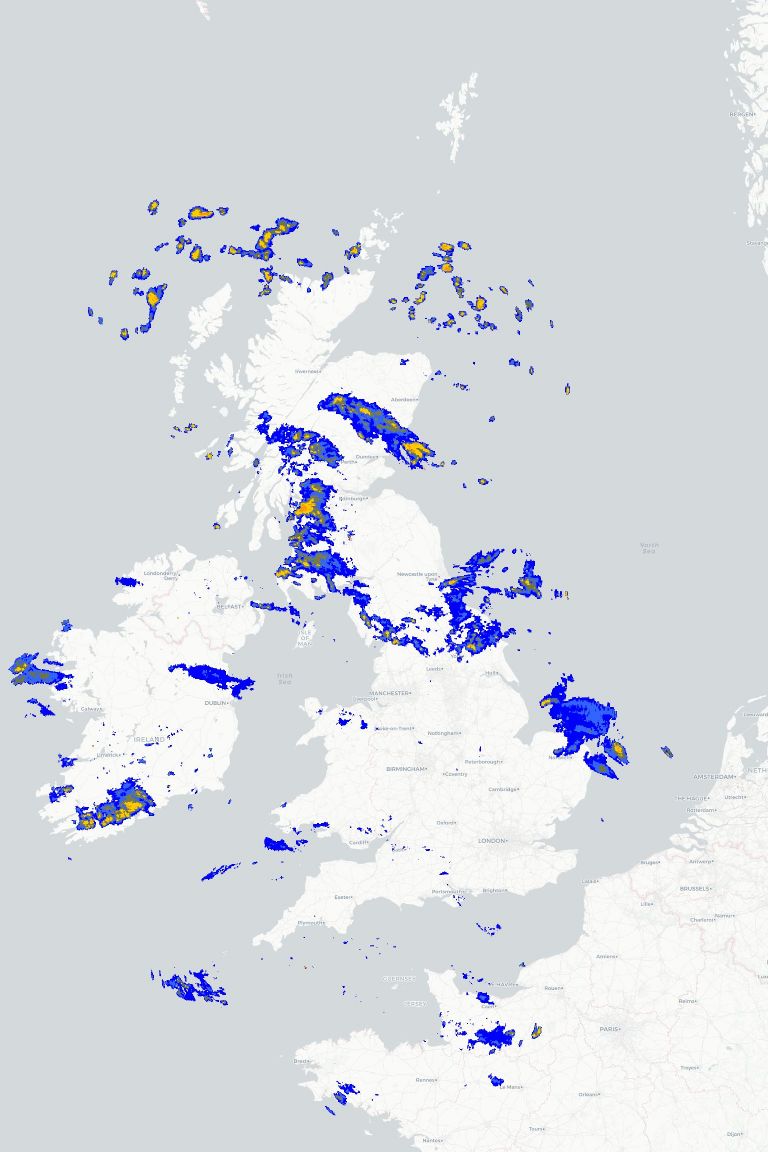 BERGEN
Stavanger
Inverness
Aberdeen
Dundee
Perth
Edinburgh
North
Sea
Londonderry/
Derry
Newcastle upon
Tyne
BELFAST
ISLE
OF
MAN
Leeds
Hull
Irish
Sea
MANCHESTER
Liverpool
DUBLIN
Galway
Leeuwarden
Stoke-on-Trent
Nottingham
IRELAND
Limerick
Norwich
Peterborough
BIRMINGHAM
Coventry
AMSTERDAM
NETH
Cambridge
THE HAGUE
Utrecht
Rotterdam
Oxford
Cardiff
LONDON
Bruges
Antwerp
Calais
BRUSSELS
Portsmouth
Brighton
Exeter
Lille
Namur
Charleroi
Plymouth
Amiens
GUERNSEY
LE HAVRE
Rouen
JERSEY
Caen
Reims
PARIS
Brest
Troyes
Rennes
Le Mans
Orléans
Tours
Dijon
Nantes